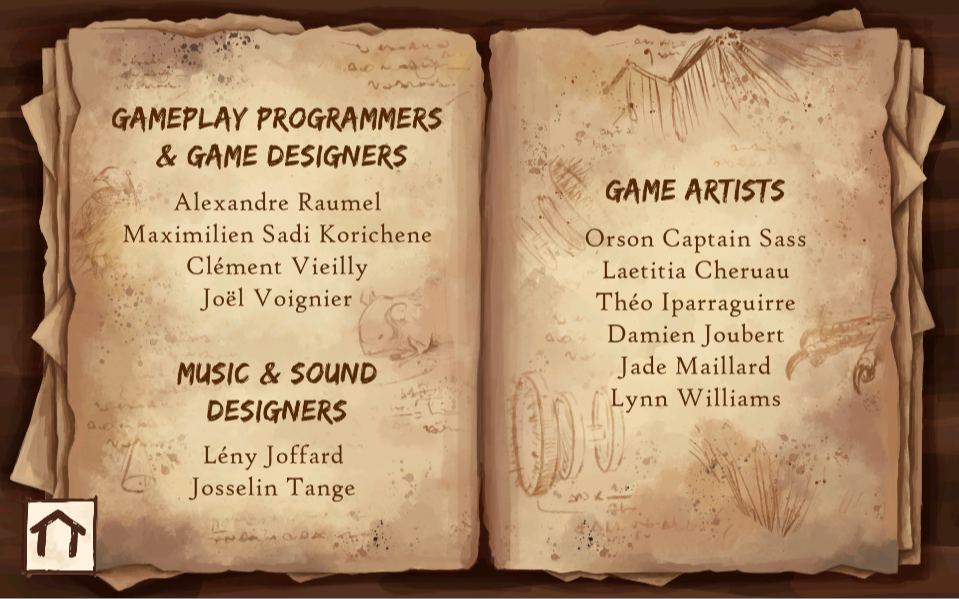 GAMEPLAY PROGRAMMERS
& GAME DESIGNERS
Alexandre Raumel
Maximilien Sadi Korichene
Clément Vieilly
Joël Voignier
MUSIC & SOUND
DESIGNERS
Lény Joffard
Josselin Tange
GAME ARTISTS
Orson Captain Sass
Laetitia Cheruau
Théo Iparraguirre
Damien Joubert
Jade Maillard
Lynn Williams